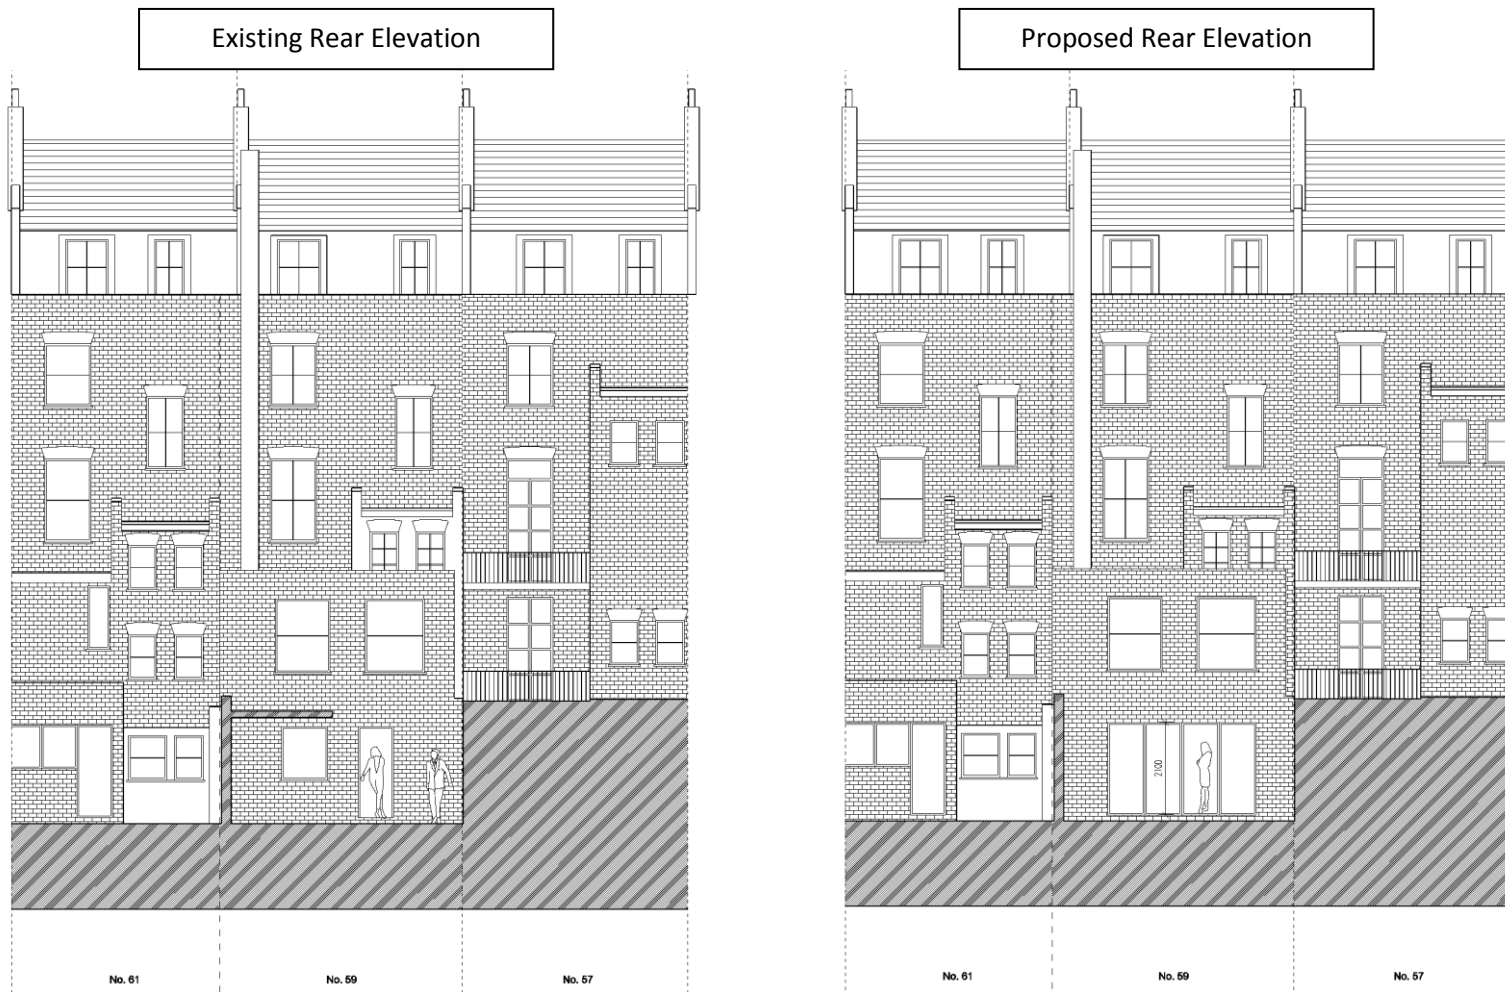 Existing Rear Elevation
Proposed Rear Elevation
2100
No. 61
No. 59
No. 57
No. 61
No. 59
No. 57